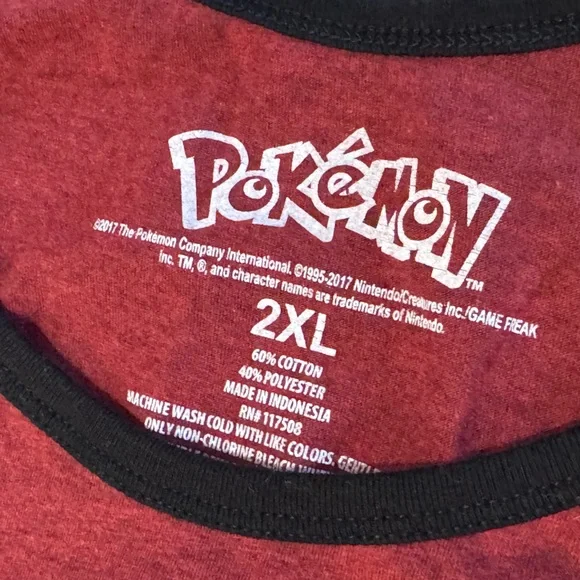 POKéMON™
©2017 The Pokémon Company International. ©1995-2017 Nintendo/Creatures Inc./GAME FREAK
inc. TM, ®, and character names are trademarks of Nintendo.
2XL
60% COTTON
40% POLYESTER
MADE IN INDONESIA
RN# 117508
MACHINE WASH COLD WITH LIKE COLORS, GENTLE
ONLY NON-CHLORINE BLEACH